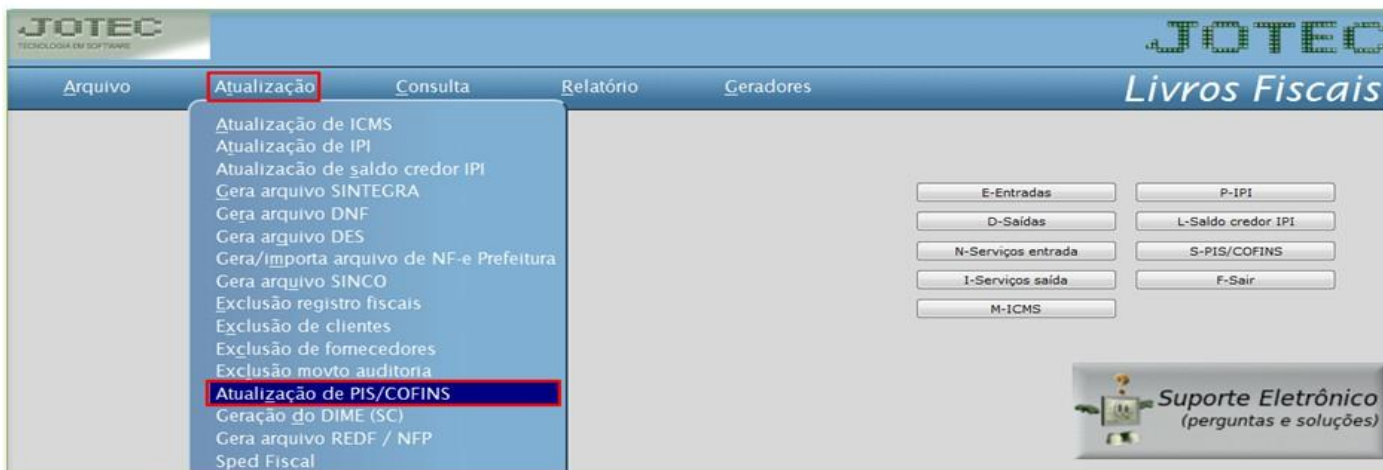 JOTEC
TECNOLOGIA EM SOFTWARE
JOTEC
Arquivo Atualização Consulta Relatório Geradores Livros Fiscais
Atualização de ICMS
Atualização de IPI
Atualizacão de saldo credor IPI
Gera arquivo SINTEGRA
Gera arquivo DNF
Gera arquivo DES
Gera/importa arquivo de NF-e Prefeitura
Gera arquivo SINCO
Exclusão registro fiscais
Exclusão de clientes
Exclusão de fornecedores
Exclusão movto auditoria
Atualização de PIS/COFINS
Geração do DIME (SC)
Gera arquivo REDF / NFP
Sped Fiscal
E-Entradas P-IPI
D-Saídas L-Saldo credor IPI
N-Serviços entrada S-PIS/COFINS
I-Serviços saída F-Sair
M-ICMS
Suporte Eletrônico
(perguntas e soluções)